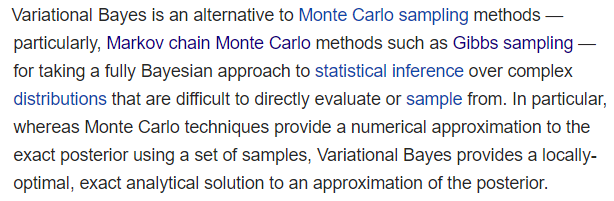 Variational Bayes is an alternative to Monte Carlo sampling methods —
particularly, Markov chain Monte Carlo methods such as Gibbs sampling —
for taking a fully Bayesian approach to statistical inference over complex
distributions that are difficult to directly evaluate or sample from. In particular,
whereas Monte Carlo techniques provide a numerical approximation to the
exact posterior using a set of samples, Variational Bayes provides a locally-
optimal, exact analytical solution to an approximation of the posterior.